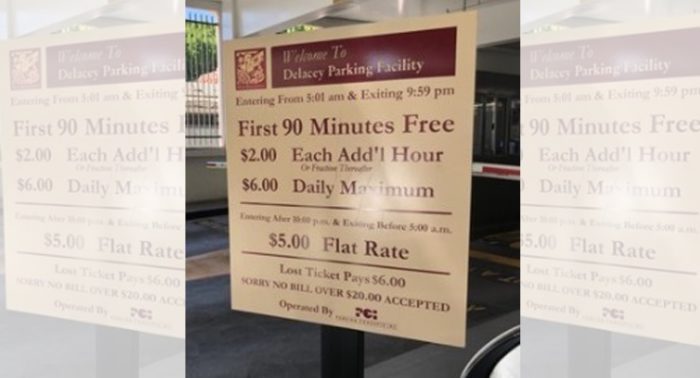 Welcome To
Delacey Parking Facility
Entering From 5:01 am & Exiting 9:59 pm
First 90 Minutes Free
$2.00 Each Add'l Hour
Or Fraction Thereafter
$6.00 Daily Maximum
Entering After 10:00 p.m. & Exiting Before 5:00 a.m.
$5.00 Flat Rate
Lost Ticket Pays $6.00
SORRY NO BILL OVER $20.00 ACCEPTED
Operated By PCI